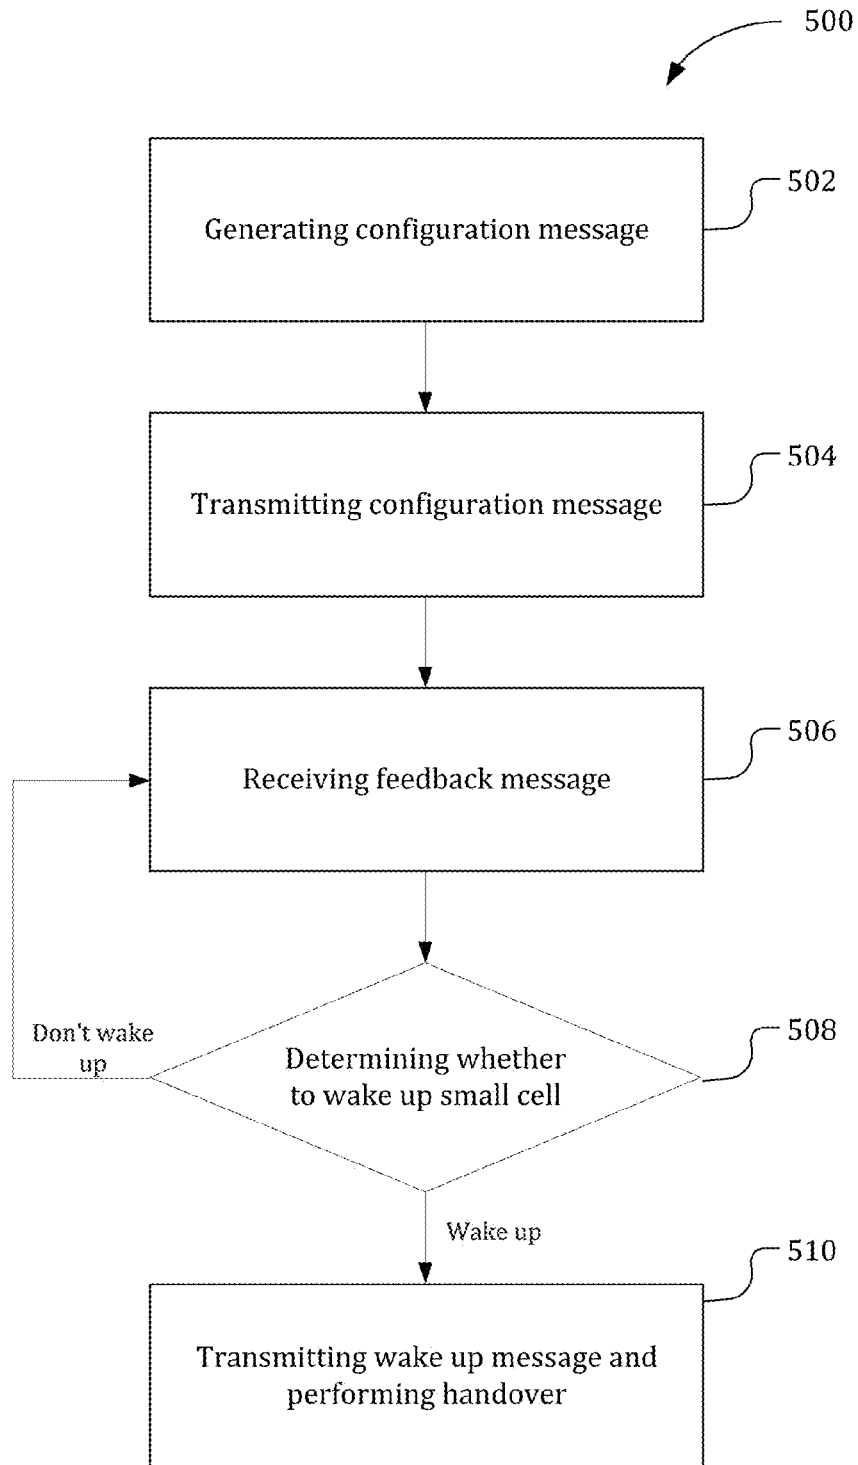 500
502
Generating configuration message
504
Transmitting configuration message
506
Receiving feedback message
Don't wake
up
508
Determining whether
to wake up small cell
Wake up
510
Transmitting wake up message and
performing handover